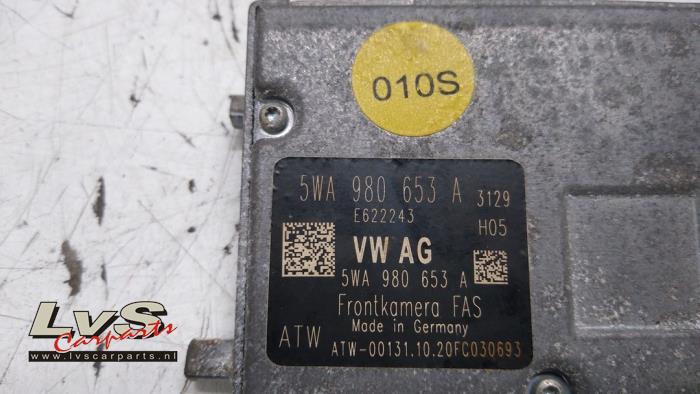 010S
5WA 980 653 A 3129
E622243
H05
VW AG
5WA 980 653 A
Frontkamera FAS
Made in Germany
ATW
ATW-00131.10.20FC030693
LvS
Carparts
www.lvscarparts.nl